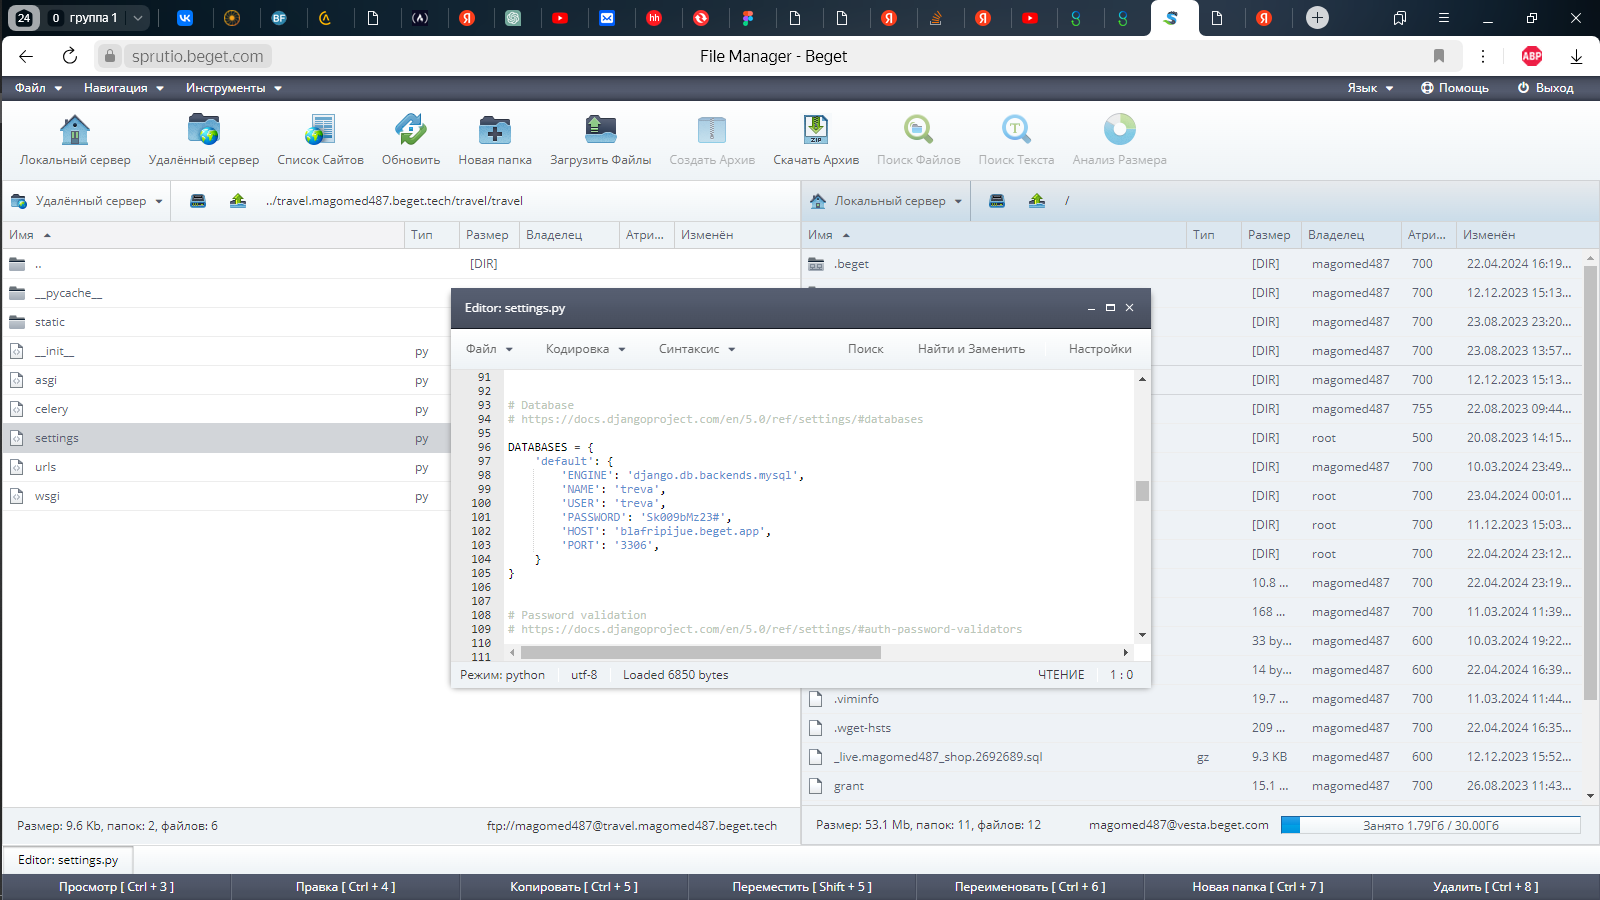 24 0 группа 1
sprutio.beget.com File Manager - Beget ABP
Файл Навигация Инструменты Язык Помощь Выход
Локальный сервер Удалённый сервер Список Сайтов Обновить Новая папка Загрузить Файлы Создать Архив Скачать Архив Поиск Файлов Поиск Текста Анализ Размера
Удалённый сервер ../travel.magomed487.beget.tech/travel/travel
Имя Тип Размер Владелец Атри... Изменён
.. [DIR]
__pycache__
static
__init__ py
asgi py
celery py
settings py
urls py
wsgi py
Размер: 9.6 Kb, папок: 2, файлов: 6 ftp://magomed487@travel.magomed487.beget.tech
Локальный сервер /
Имя Тип Размер Владелец Атри... Изменён
.beget [DIR] magomed487 700 22.04.2024 16:19...
[DIR] magomed487 700 12.12.2023 15:13...
[DIR] magomed487 700 23.08.2023 23:20...
[DIR] magomed487 700 23.08.2023 13:57...
[DIR] magomed487 700 12.12.2023 15:13...
[DIR] magomed487 755 22.08.2023 09:44...
[DIR] root 500 20.08.2023 14:15...
[DIR] magomed487 700 10.03.2024 23:49...
[DIR] root 700 23.04.2024 00:01...
[DIR] root 700 11.12.2023 15:03...
[DIR] root 700 22.04.2024 23:12...
10.8 ... magomed487 700 22.04.2024 23:19...
168 ... magomed487 700 11.03.2024 11:39...
33 by... magomed487 600 10.03.2024 19:22...
14 by... magomed487 600 22.04.2024 16:39...
.viminfo 19.7 ... magomed487 700 11.03.2024 11:44...
.wget-hsts 209 ... magomed487 700 22.04.2024 16:35...
_live.magomed487_shop.2692689.sql gz 9.3 KB magomed487 600 12.12.2023 15:52...
grant 15.1 ... magomed487 700 26.08.2023 11:43...
Размер: 53.1 Mb, папок: 11, файлов: 12 magomed487@vesta.beget.com Занято 1.79Гб / 30.00Гб
Editor: settings.py
Файл Кодировка Синтаксис Поиск Найти и Заменить Настройки
91
92
93 # Database
94 # https://docs.djangoproject.com/en/5.0/ref/settings/#databases
95
96 DATABASES = {
97 'default': {
98 'ENGINE': 'django.db.backends.mysql',
99 'NAME': 'treva',
100 'USER': 'treva',
101 'PASSWORD': 'Sk009bMz23#',
102 'HOST': 'blafripijue.beget.app',
103 'PORT': '3306',
104 }
105 }
106
107
108 # Password validation
109 # https://docs.djangoproject.com/en/5.0/ref/settings/#auth-password-validators
110
111
Режим: python utf-8 Loaded 6850 bytes ЧТЕНИЕ 1 : 0
Editor: settings.py
Просмотр [ Ctrl + 3 ] Правка [ Ctrl + 4 ] Копировать [ Ctrl + 5 ] Переместить [ Shift + 5 ] Переименовать [ Ctrl + 6 ] Новая папка [ Ctrl + 7 ] Удалить [ Ctrl + 8 ]